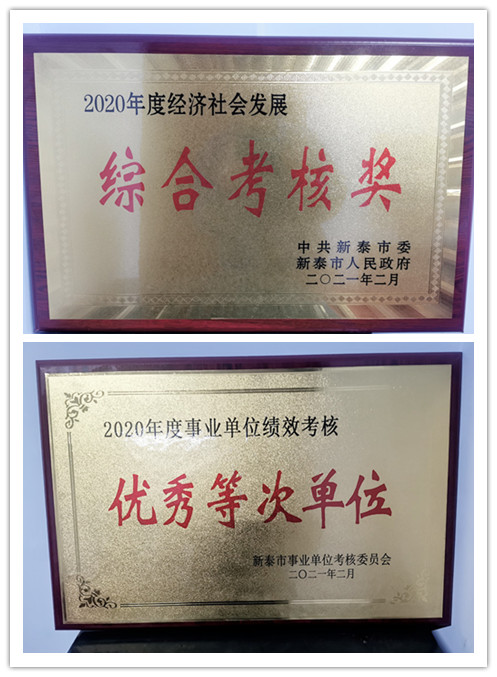 2020年度经济社会发展
综合考核奖
中共新泰市委
新泰市人民政府
二〇二一年二月
2020年度事业单位绩效考核
优秀等次单位
新泰市事业单位考核委员会
二〇二一年二月